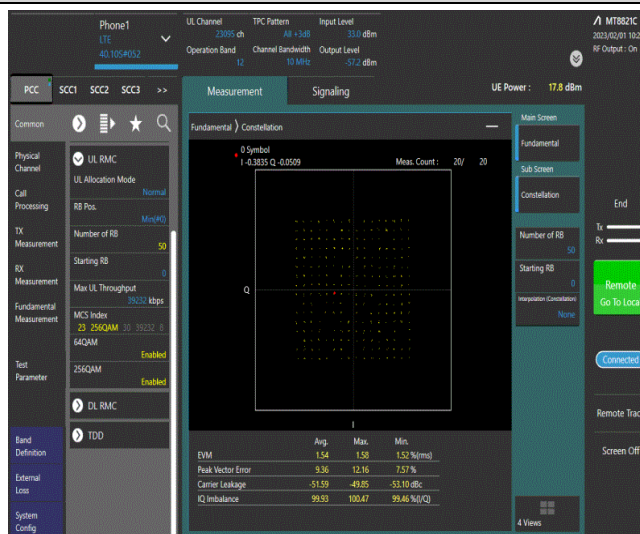 Phone1
LTE
40.10S#052
UL Channel
23095 ch
TPC Pattern
All +3dB
Input Level
33.0 dBm
Operation Band
12
Channel Bandwidth
10 MHz
Output Level
-57.2 dBm
MT8821C
2023/02/01 10:2
RF Output : On
PCC
SCC1
SCC2
SCC3
>>
Measurement
Signaling
UE Power :
17.8 dBm
Common
Physical
Channel
Call
Processing
TX
Measurement
RX
Measurement
Fundamental
Measurement
Test
Parameter
Band
Definition
External
Loss
System
Config
UL RMC
UL Allocation Mode
Normal
RB Pos.
Min(#0)
Number of RB
50
Starting RB
0
Max UL Throughput
39232 kbps
MCS Index
23 256QAM 30 39232 8
64QAM
Enabled
256QAM
Enabled
DL RMC
TDD
Fundamental
Constellation
0 Symbol
I -0.3835 Q -0.0509
Meas. Count : 20/ 20
Q
I
Avg. Max. Min.
EVM 1.54 1.58 1.52 %(rms)
Peak Vector Error 9.36 12.16 7.57 %
Carrier Leakage -51.59 -49.85 -53.10 dBc
IQ Imbalance 99.93 100.47 99.46 %(I/Q)
Main Screen
Fundamental
Sub Screen
Constellation
Number of RB
50
Starting RB
0
Interpolation (Constellation)
None
4 Views
End
Tx
Rx
Remote
Go To Loca
Connected
Remote Trac
Screen Off